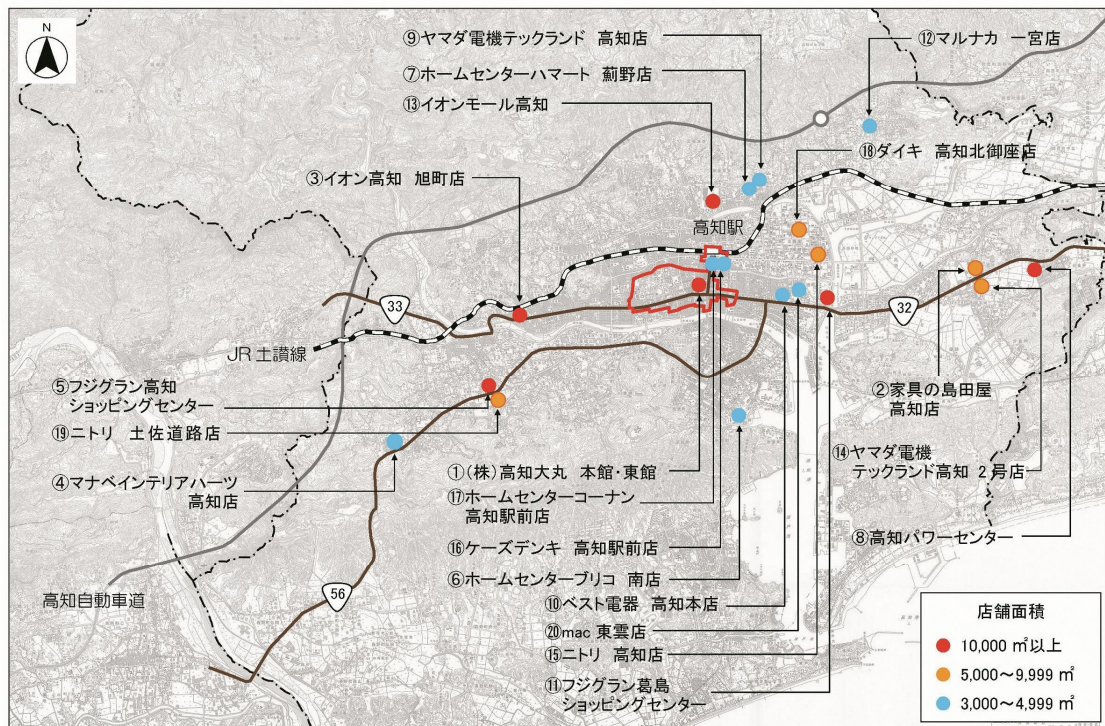 N
⑨ヤマダ電機テックランド 高知店
⑫マルナカ 一宮店
⑦ホームセンターハマート 薊野店
⑬イオンモール高知
⑱ダイキ 高知北御座店
③イオン高知 旭町店
高知駅
33
32
JR土讃線
⑤フジグラン高知
ショッピングセンター
②家具の島田屋
高知店
⑲ニトリ 土佐道路店
①(株)高知大丸 本館・東館
⑭ヤマダ電機
テックランド高知 2号店
④マナベインテリアハーツ
高知店
⑰ホームセンターコーナン
高知駅前店
⑧高知パワーセンター
⑯ケーズデンキ 高知駅前店
⑥ホームセンターブリコ 南店
56
高知自動車道
⑩ベスト電器 高知本店
⑳mac 東雲店
⑮ニトリ 高知店
⑪フジグラン葛島
ショッピングセンター
店舗面積
10,000 ㎡以上
5,000～9,999 ㎡
3,000～4,999 ㎡